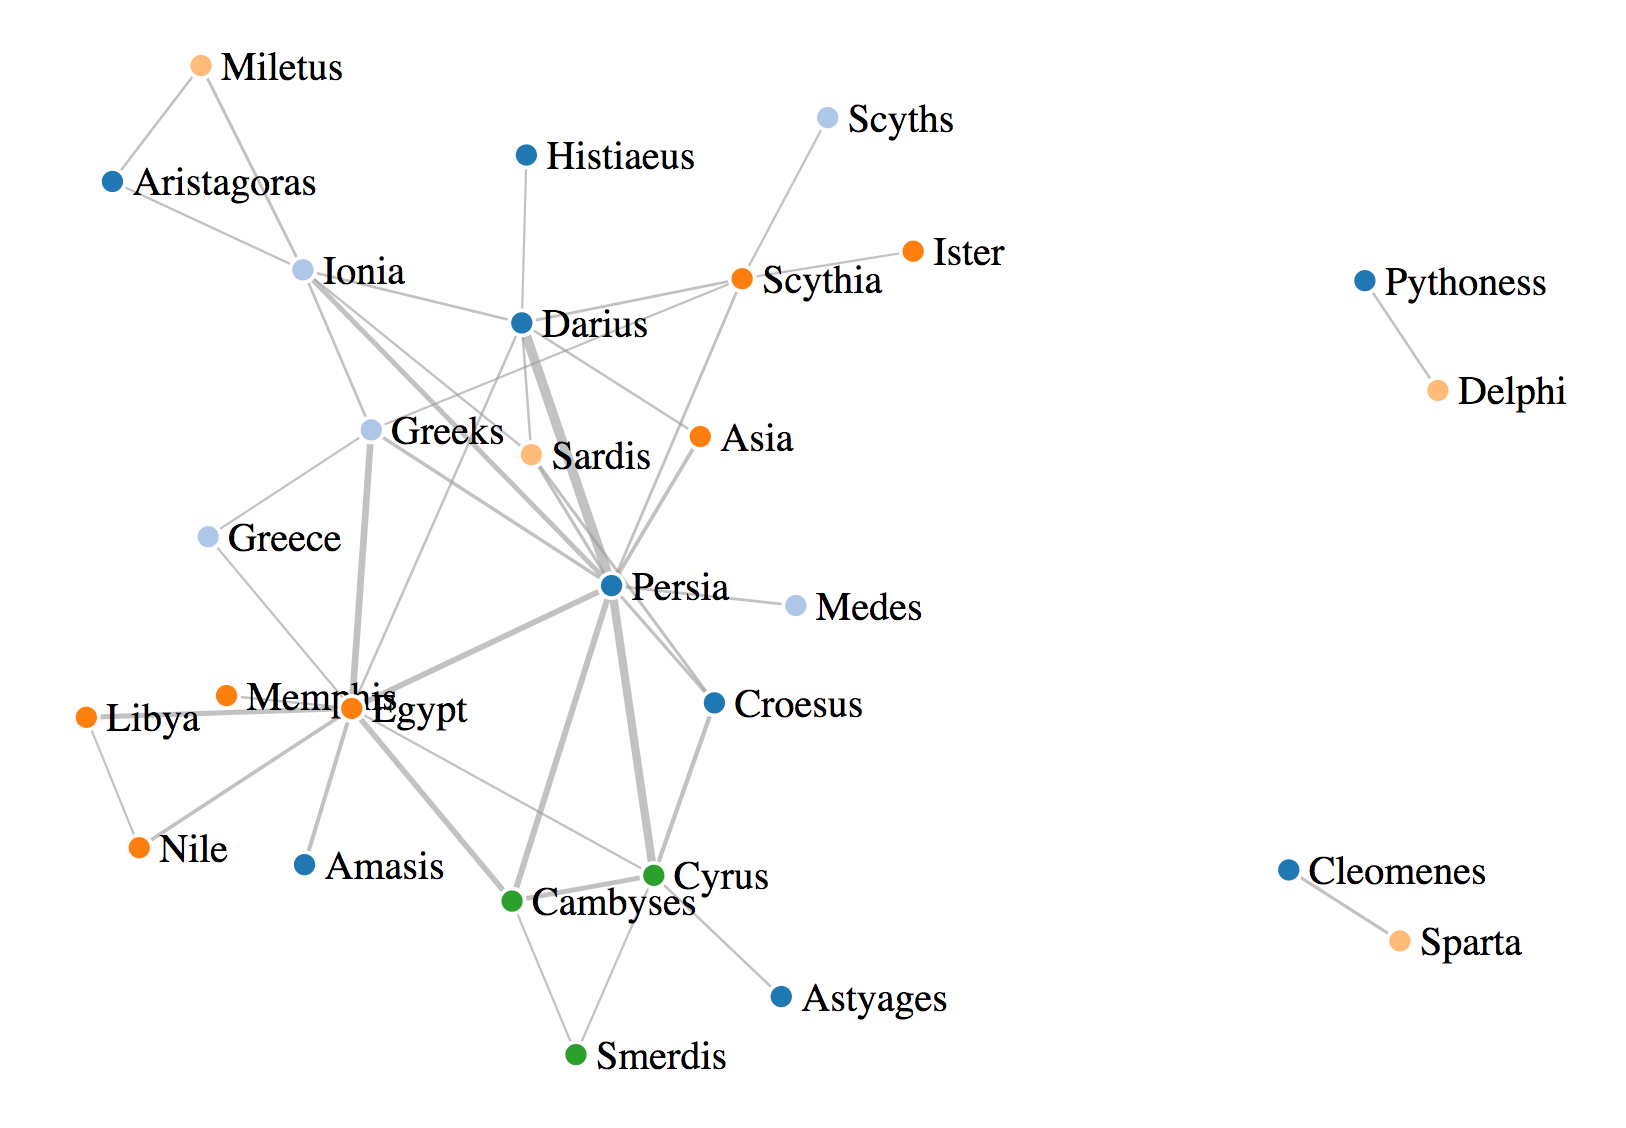 Miletus
Scyths
Histiaeus
Aristagoras
Ister
Ionia
Scythia
Pythoness
Darius
Delphi
Greeks
Asia
Sardis
Greece
Persia
Medes
Memphis
Croesus
Egypt
Libya
Nile
Amasis
Cleomenes
Cyrus
Cambyses
Sparta
Astyages
Smerdis